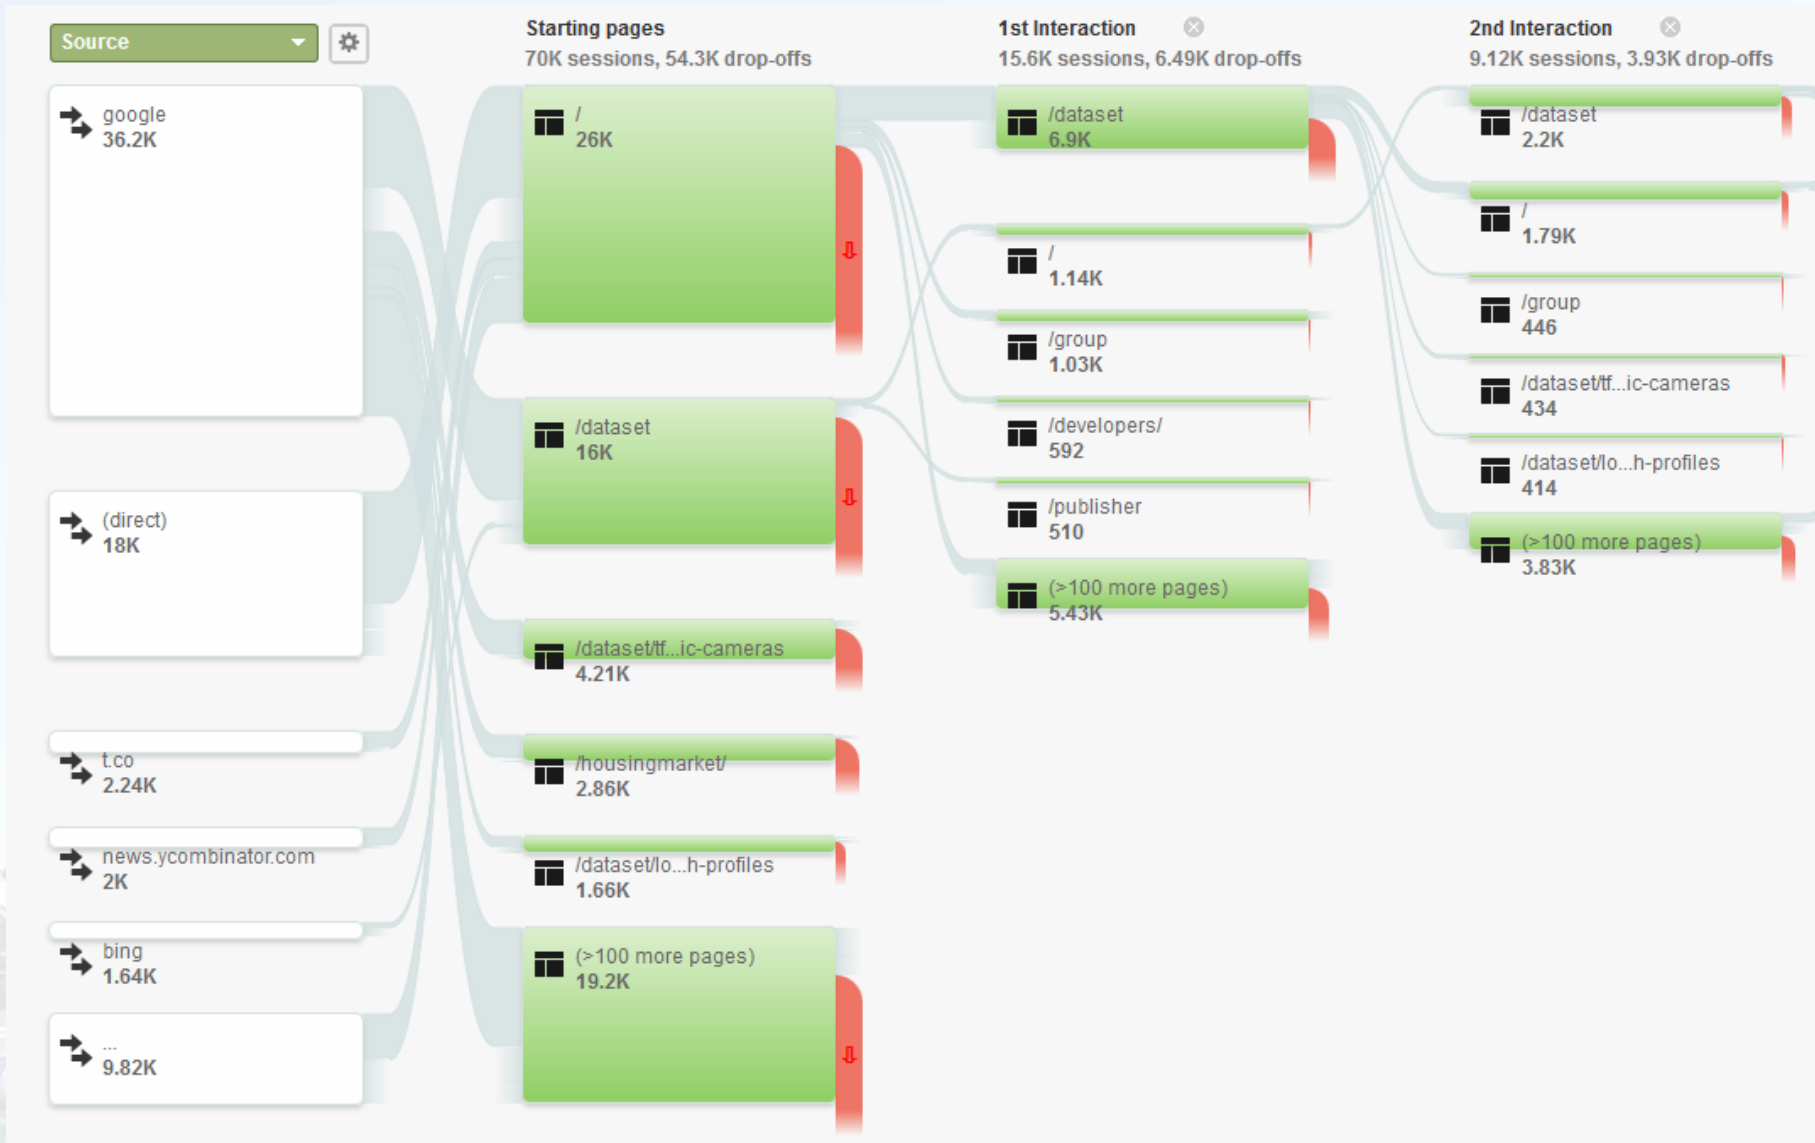 Source
google
36.2K
(direct)
18K
t.co
2.24K
news.ycombinator.com
2K
bing
1.64K
...
9.82K
Starting pages
70K sessions, 54.3K drop-offs
/
26K
/dataset
16K
/dataset/tf...ic-cameras
4.21K
/housingmarket/
2.86K
/dataset/lo...h-profiles
1.66K
(>100 more pages)
19.2K
1st Interaction
15.6K sessions, 6.49K drop-offs
/dataset
6.9K
/
1.14K
/group
1.03K
/developers/
592
/publisher
510
(>100 more pages)
5.43K
2nd Interaction
9.12K sessions, 3.93K drop-offs
/dataset
2.2K
/
1.79K
/group
446
/dataset/tf...ic-cameras
434
/dataset/lo...h-profiles
414
(>100 more pages)
3.83K